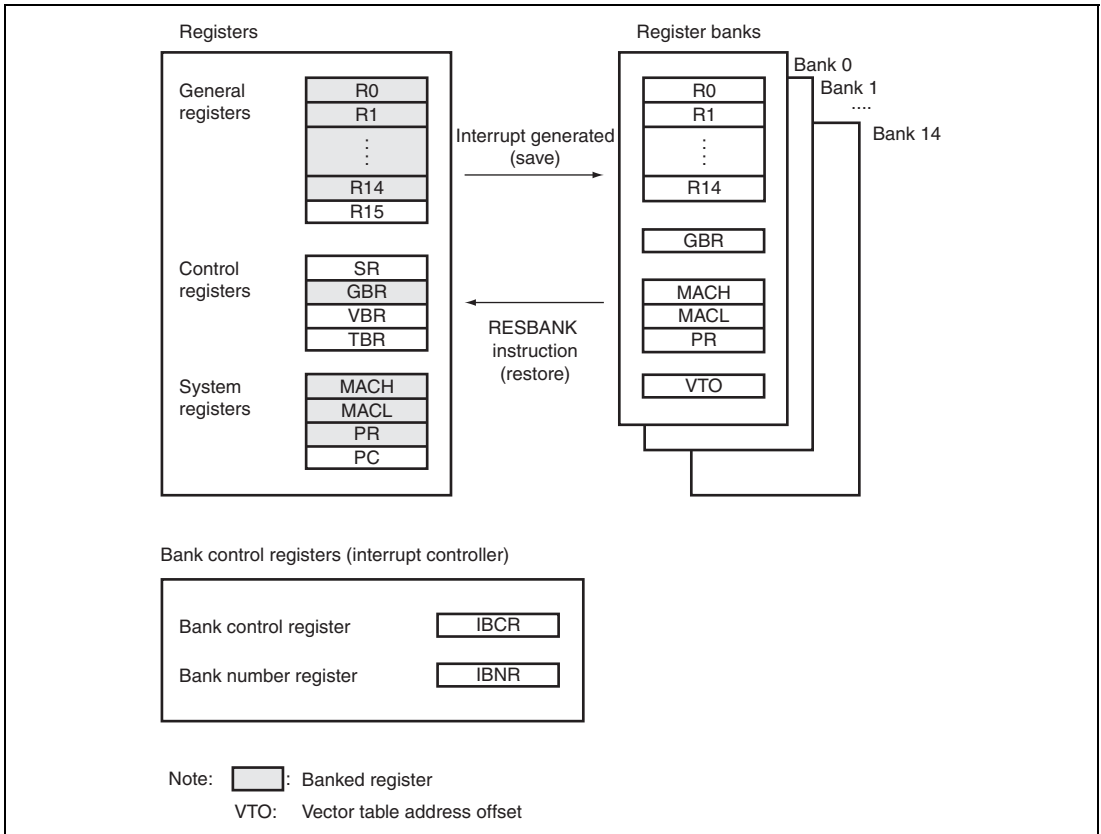 Registers
Register banks
General
registers
R0
R1
⋮
R14
R15
Control
registers
SR
GBR
VBR
TBR
System
registers
MACH
MACL
PR
PC
Interrupt generated
(save)
RESBANK
instruction
(restore)
Bank 0
Bank 1
....
Bank 14
R0
R1
⋮
R14
GBR
MACH
MACL
PR
VTO
Bank control registers (interrupt controller)
Bank control register
IBCR
Bank number register
IBNR
Note: : Banked register
VTO: Vector table address offset